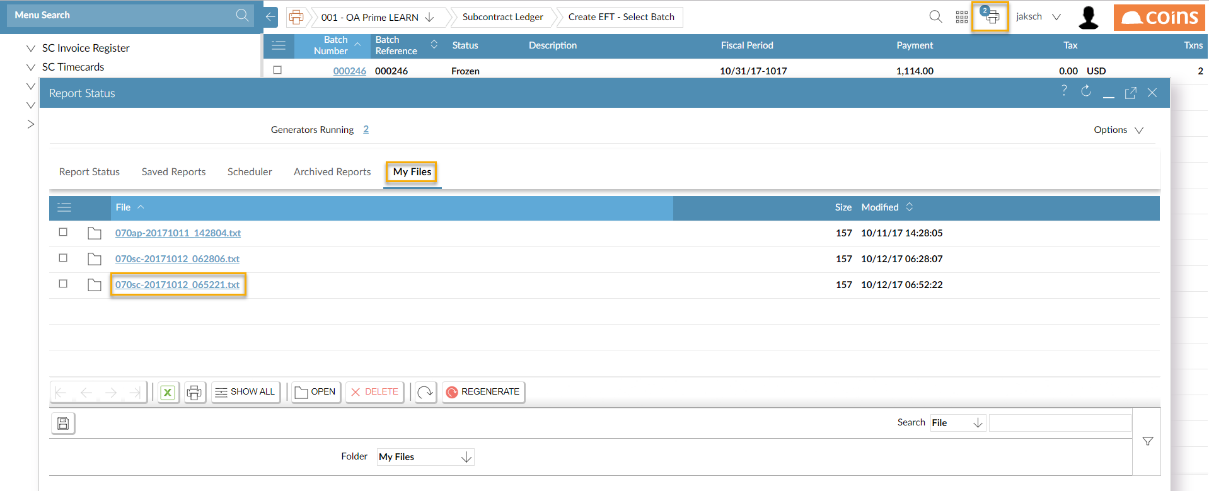 Menu Search
001 - OA Prime LEARN
Subcontract Ledger
Create EFT - Select Batch
2
jaksch
coins
SC Invoice Register
SC Timecards
Batch Number
Batch Reference
Status
Description
Fiscal Period
Payment
Tax
Txns
000246
000246
Frozen
10/31/17-1017
1,114.00
0.00
USD
2
Report Status
?
Generators Running 2
Options
Report Status
Saved Reports
Scheduler
Archived Reports
My Files
File
Size
Modified
070ap-20171011_142804.txt
157
10/11/17 14:28:05
070sc-20171012_062806.txt
157
10/12/17 06:28:07
070sc-20171012_065221.txt
157
10/12/17 06:52:22
X
SHOW ALL
OPEN
DELETE
REGENERATE
Search
File
Folder
My Files